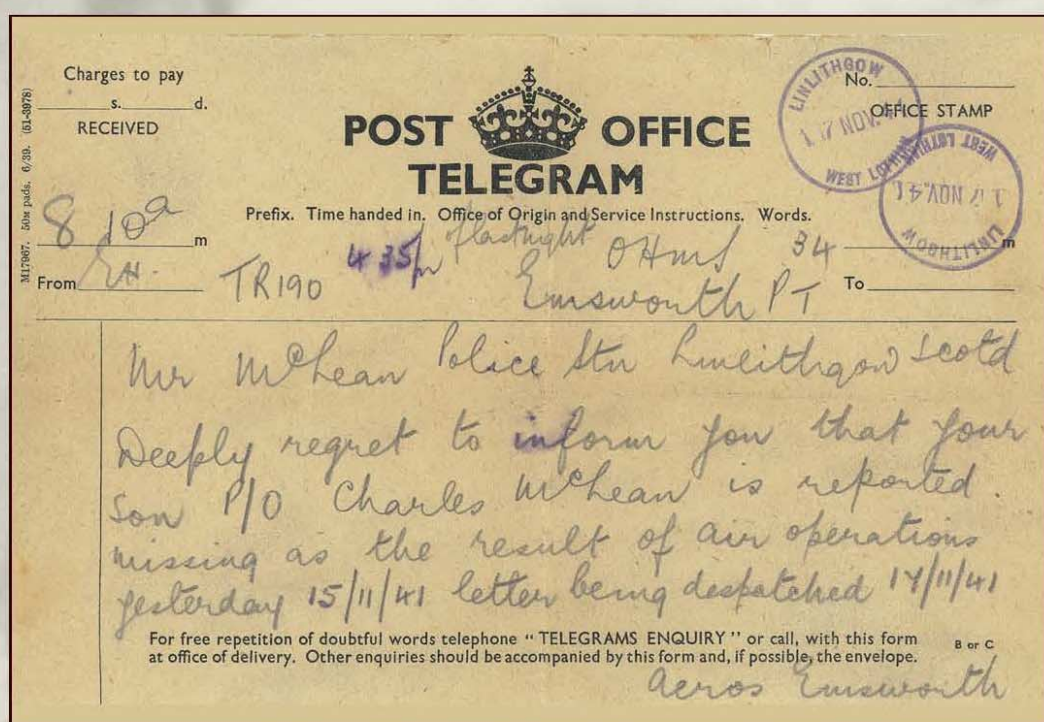 Charges to pay
s. d.
RECEIVED
POST OFFICE
TELEGRAM
No.
OFFICE STAMP
LINLITHGOW
17 NOV. 41
WEST LOTHIAN
LINLITHGOW
17 NOV. 41
WEST LOTHIAN
M17967. 50M pads. 6/39. (51-3978)
Prefix. Time handed in. Office of Origin and Service Instructions. Words.
8 10a m
4 35p/m of last night OHMS 34 m
From EH. TR190 Emsworth PT To
Mr McLean Police Stn Linlithgow Scotd
Deeply regret to inform you that your
son P/O Charles McLean is reported
missing as the result of air operations
yesterday 15/11/41 letter being despatched 17/11/41
For free repetition of doubtful words telephone “ TELEGRAMS ENQUIRY ” or call, with this form
at office of delivery. Other enquiries should be accompanied by this form and, if possible, the envelope.
B or C
Aeros Emsworth